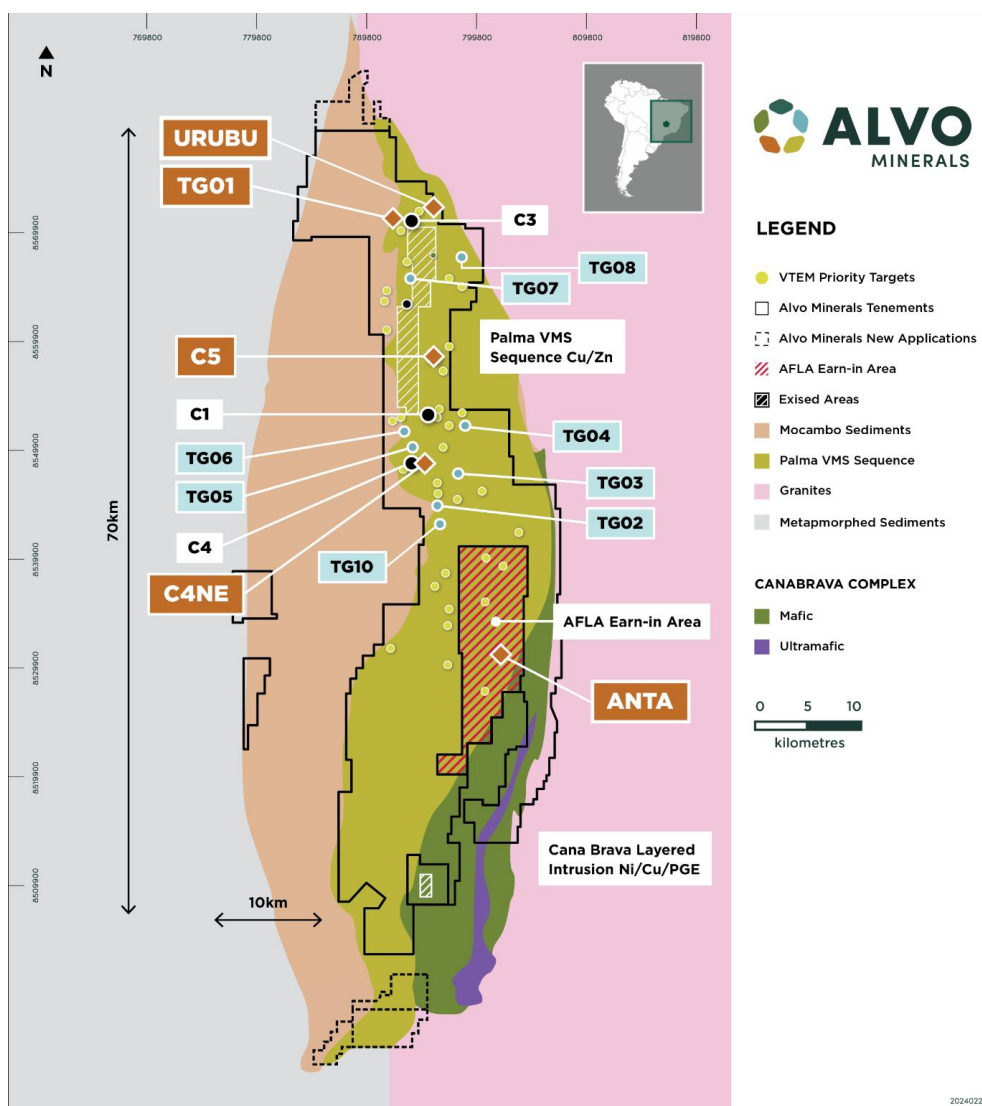 769800
779800
789800
799800
809800
819800
N
URUBU
TG01
C3
TG08
TG07
Palma VMS
Sequence Cu/Zn
C5
C1
TG06
TG04
TG05
TG03
C4
TG02
TG10
C4NE
AFLA Earn-in Area
ANTA
Cana Brava Layered
Intrusion Ni/Cu/PGE
70km
10km
8569900
8559900
8549900
8539900
8529900
8519900
8509900
ALVO
MINERALS
LEGEND
VTEM Priority Targets
Alvo Minerals Tenements
Alvo Minerals New Applications
AFLA Earn-in Area
Exised Areas
Mocambo Sediments
Palma VMS Sequence
Granites
Metapmorphed Sediments
CANABRAVA COMPLEX
Mafic
Ultramafic
0 5 10
kilometres
2024022